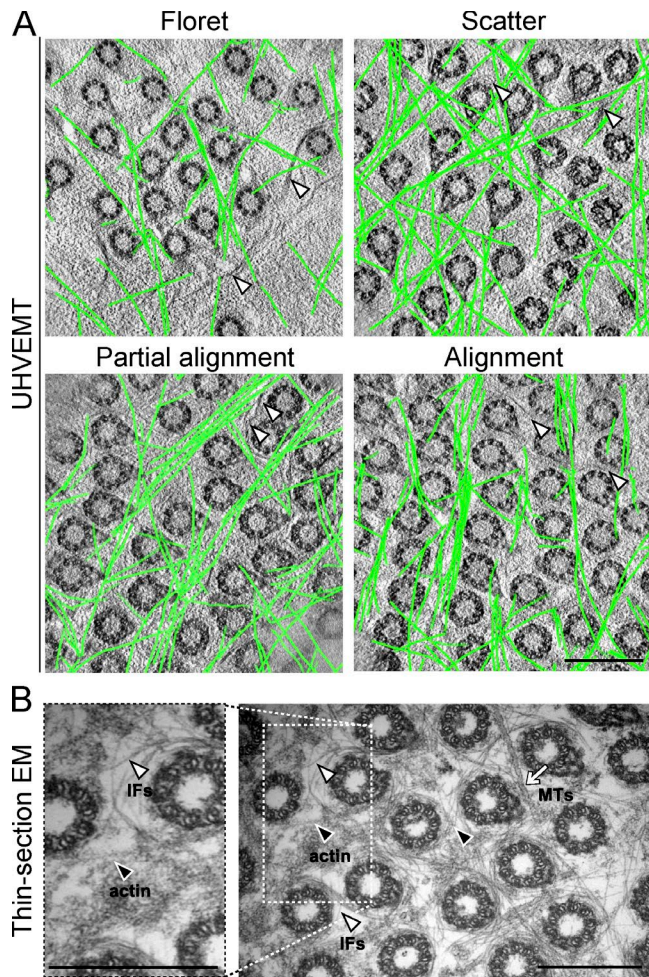 A
Floret
Scatter
UHVEMT
Partial alignment
Alignment
B
Thin-section EM
IFs
actin
MTs
actin
IFs